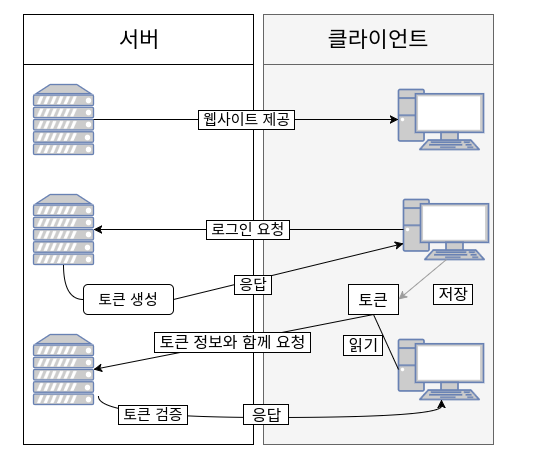 서버
클라이언트
웹사이트 제공
로그인 요청
응답
토큰 생성
토큰
저장
토큰 정보와 함께 요청
읽기
토큰 검증
응답